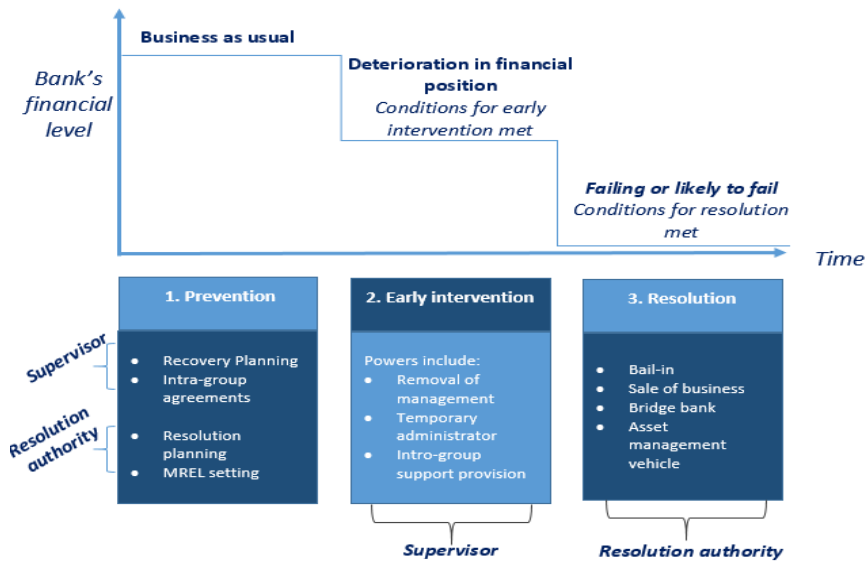 Business as usual
Bank's
financial
level
Deterioration in financial
position
Conditions for early
intervention met
Failing or likely to fail
Conditions for resolution
met
Time
1. Prevention
2. Early intervention
3. Resolution
Supervisor
● Recovery Planning
● Intra-group
agreements
Resolution
authority
● Resolution
planning
● MREL setting
Powers include:
● Removal of
management
● Temporary
administrator
● Intro-group
support provision
● Bail-in
● Sale of business
● Bridge bank
● Asset
management
vehicle
Supervisor
Resolution authority